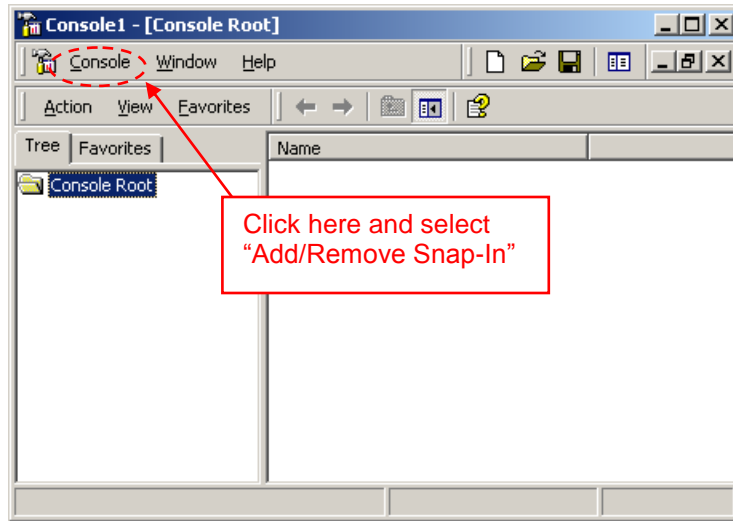 Console1 - [Console Root]
Console Window Help
Action View Favorites
Tree Favorites
Name
Console Root
Click here and select
“Add/Remove Snap-In”